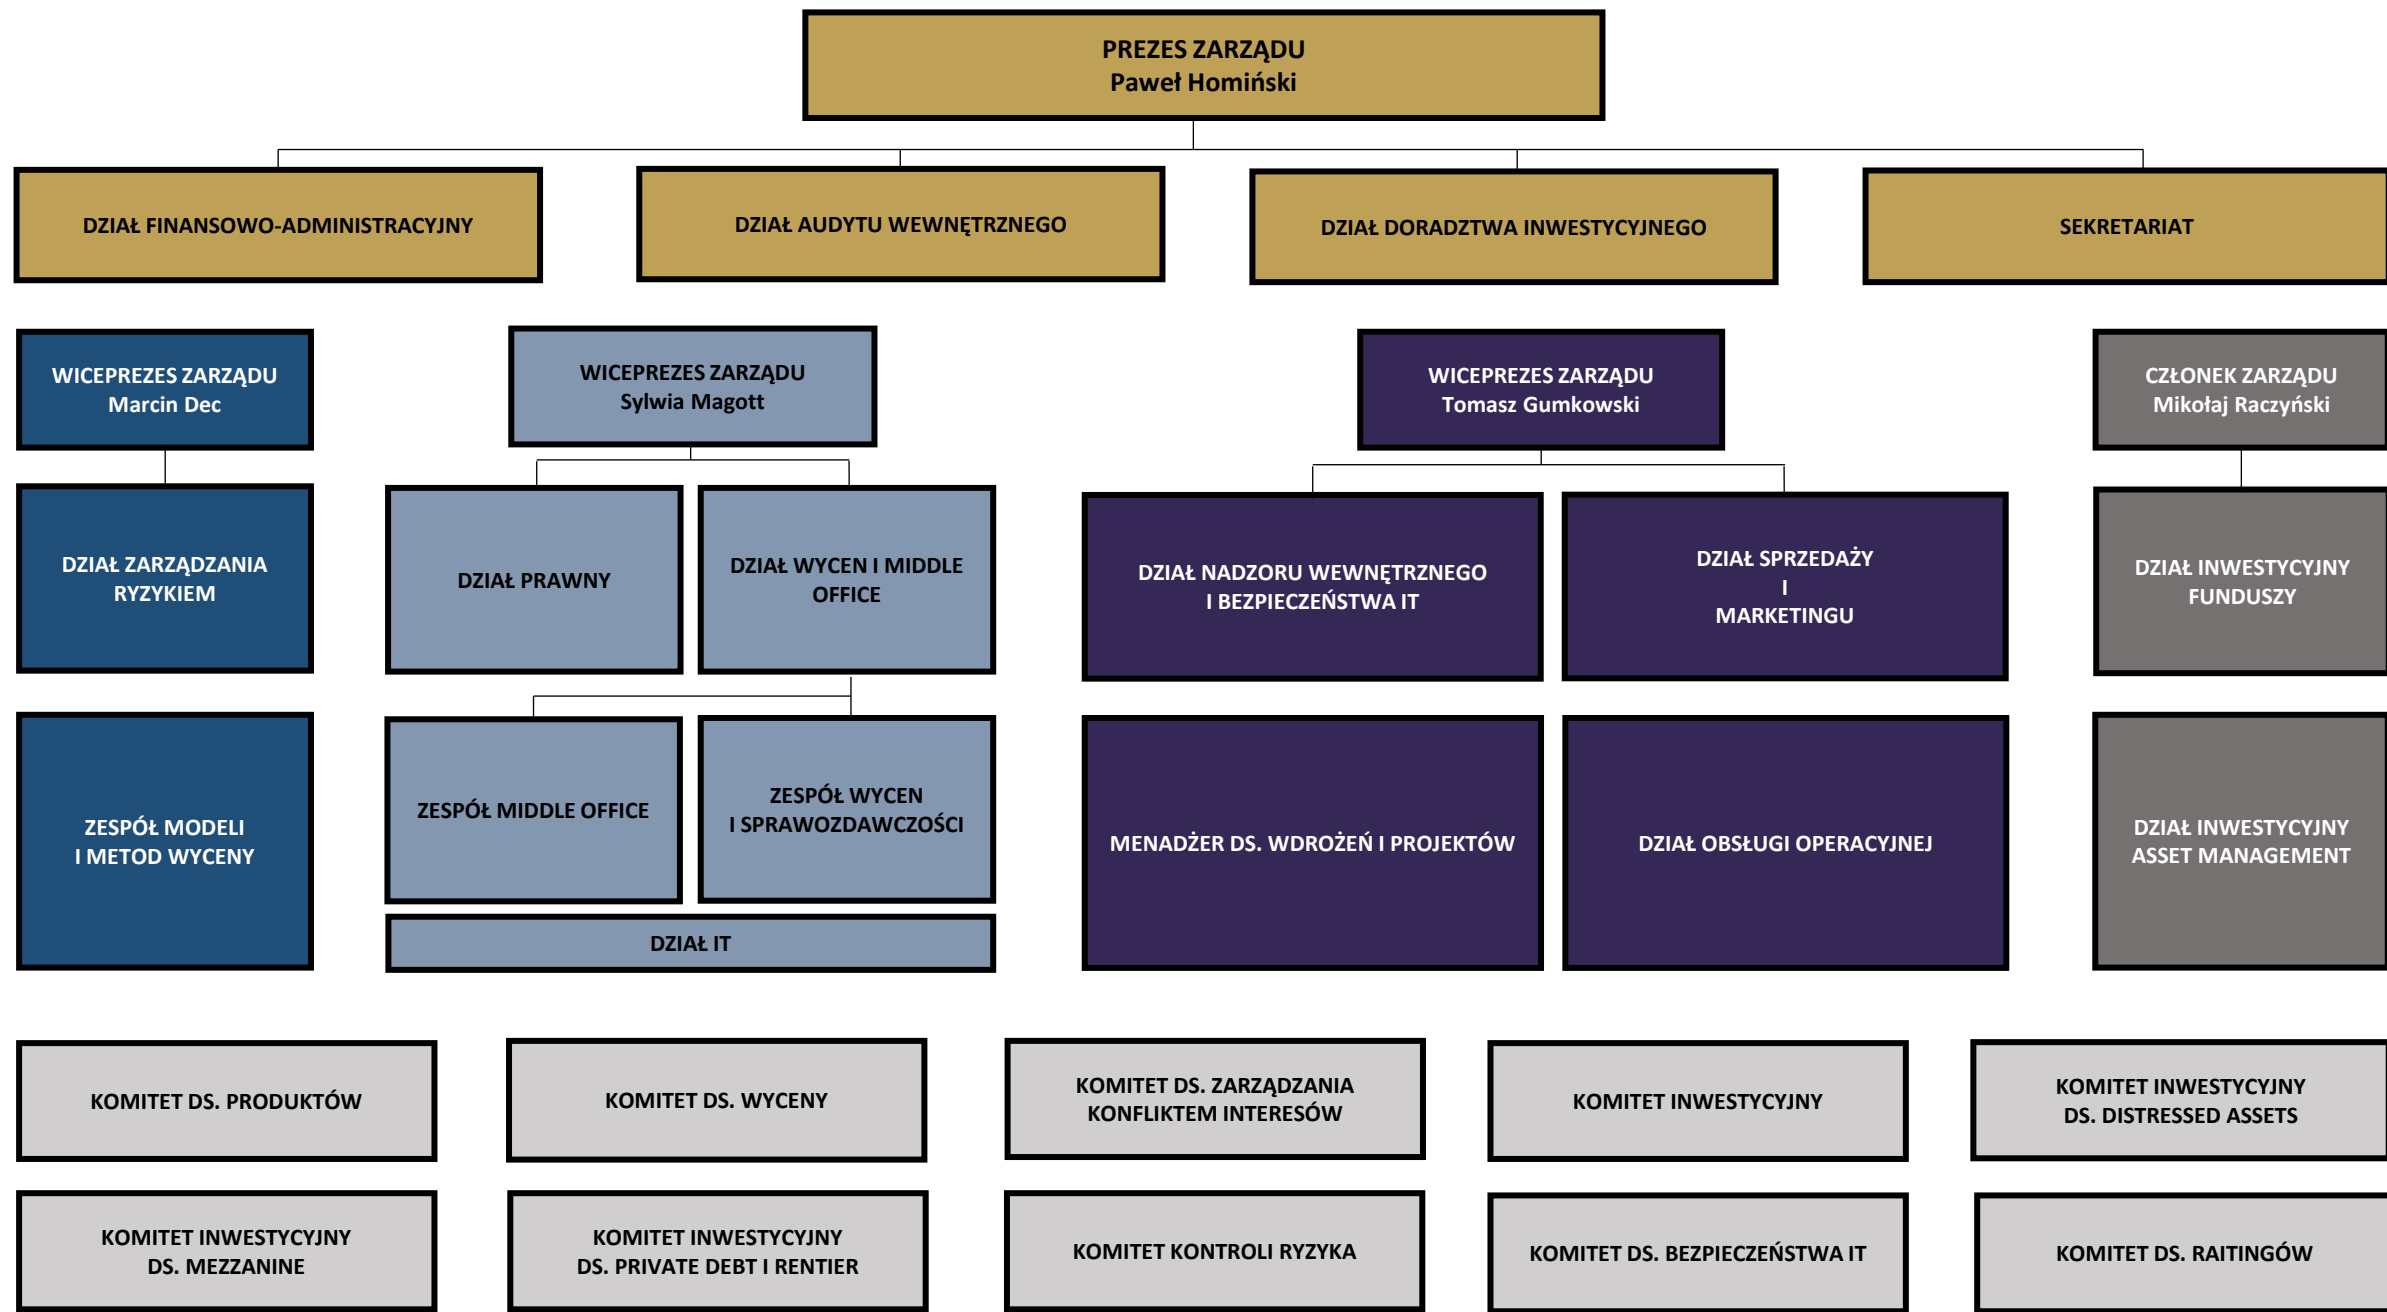 PREZES ZARZĄDU
Paweł Homiński
DZIAŁ FINANSOWO-ADMINISTRACYJNY
DZIAŁ AUDYTU WEWNĘTRZNEGO
DZIAŁ DORADZTWA INWESTYCYJNEGO
SEKRETARIAT
WICEPREZES ZARZĄDU
Marcin Dec
WICEPREZES ZARZĄDU
Sylwia Magott
WICEPREZES ZARZĄDU
Tomasz Gumkowski
CZŁONEK ZARZĄDU
Mikołaj Raczyński
DZIAŁ ZARZĄDZANIA
RYZYKIEM
DZIAŁ PRAWNY
DZIAŁ WYCEN I MIDDLE
OFFICE
DZIAŁ NADZORU WEWNĘTRZNEGO
I BEZPIECZEŃSTWA IT
DZIAŁ SPRZEDAŻY
I
MARKETINGU
DZIAŁ INWESTYCYJNY
FUNDUSZY
ZESPÓŁ MODELI
I METOD WYCENY
ZESPÓŁ MIDDLE OFFICE
ZESPÓŁ WYCEN
I SPRAWOZDAWCZOŚCI
MENADŻER DS. WDROŻEŃ I PROJEKTÓW
DZIAŁ OBSŁUGI OPERACYJNEJ
DZIAŁ INWESTYCYJNY
ASSET MANAGEMENT
DZIAŁ IT
KOMITET DS. PRODUKTÓW
KOMITET DS. WYCENY
KOMITET DS. ZARZĄDZANIA
KONFLIKTEM INTERESÓW
KOMITET INWESTYCYJNY
KOMITET INWESTYCYJNY
DS. DISTRESSED ASSETS
KOMITET INWESTYCYJNY
DS. MEZZANINE
KOMITET INWESTYCYJNY
DS. PRIVATE DEBT I RENTIER
KOMITET KONTROLI RYZYKA
KOMITET DS. BEZPIECZEŃSTWA IT
KOMITET DS. RAITINGÓW